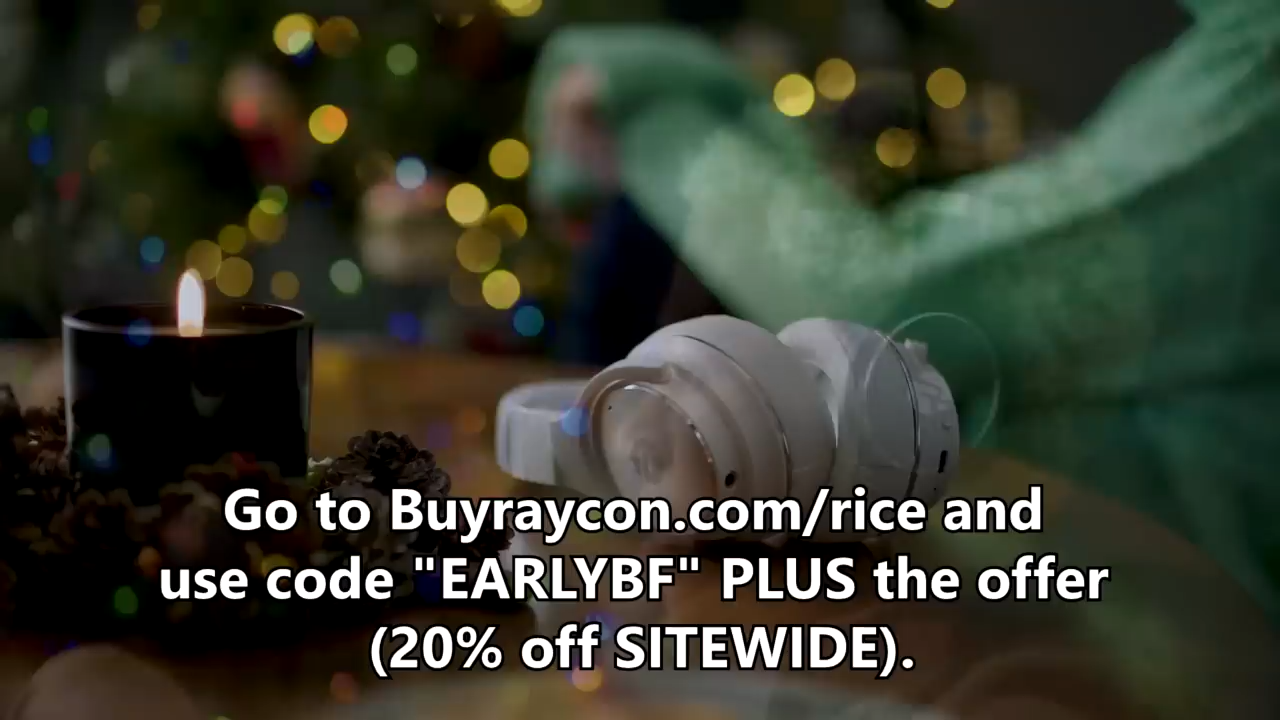 Go to Buyraycon.com/rice and
use code "EARLYBF" PLUS the offer
(20% off SITEWIDE).